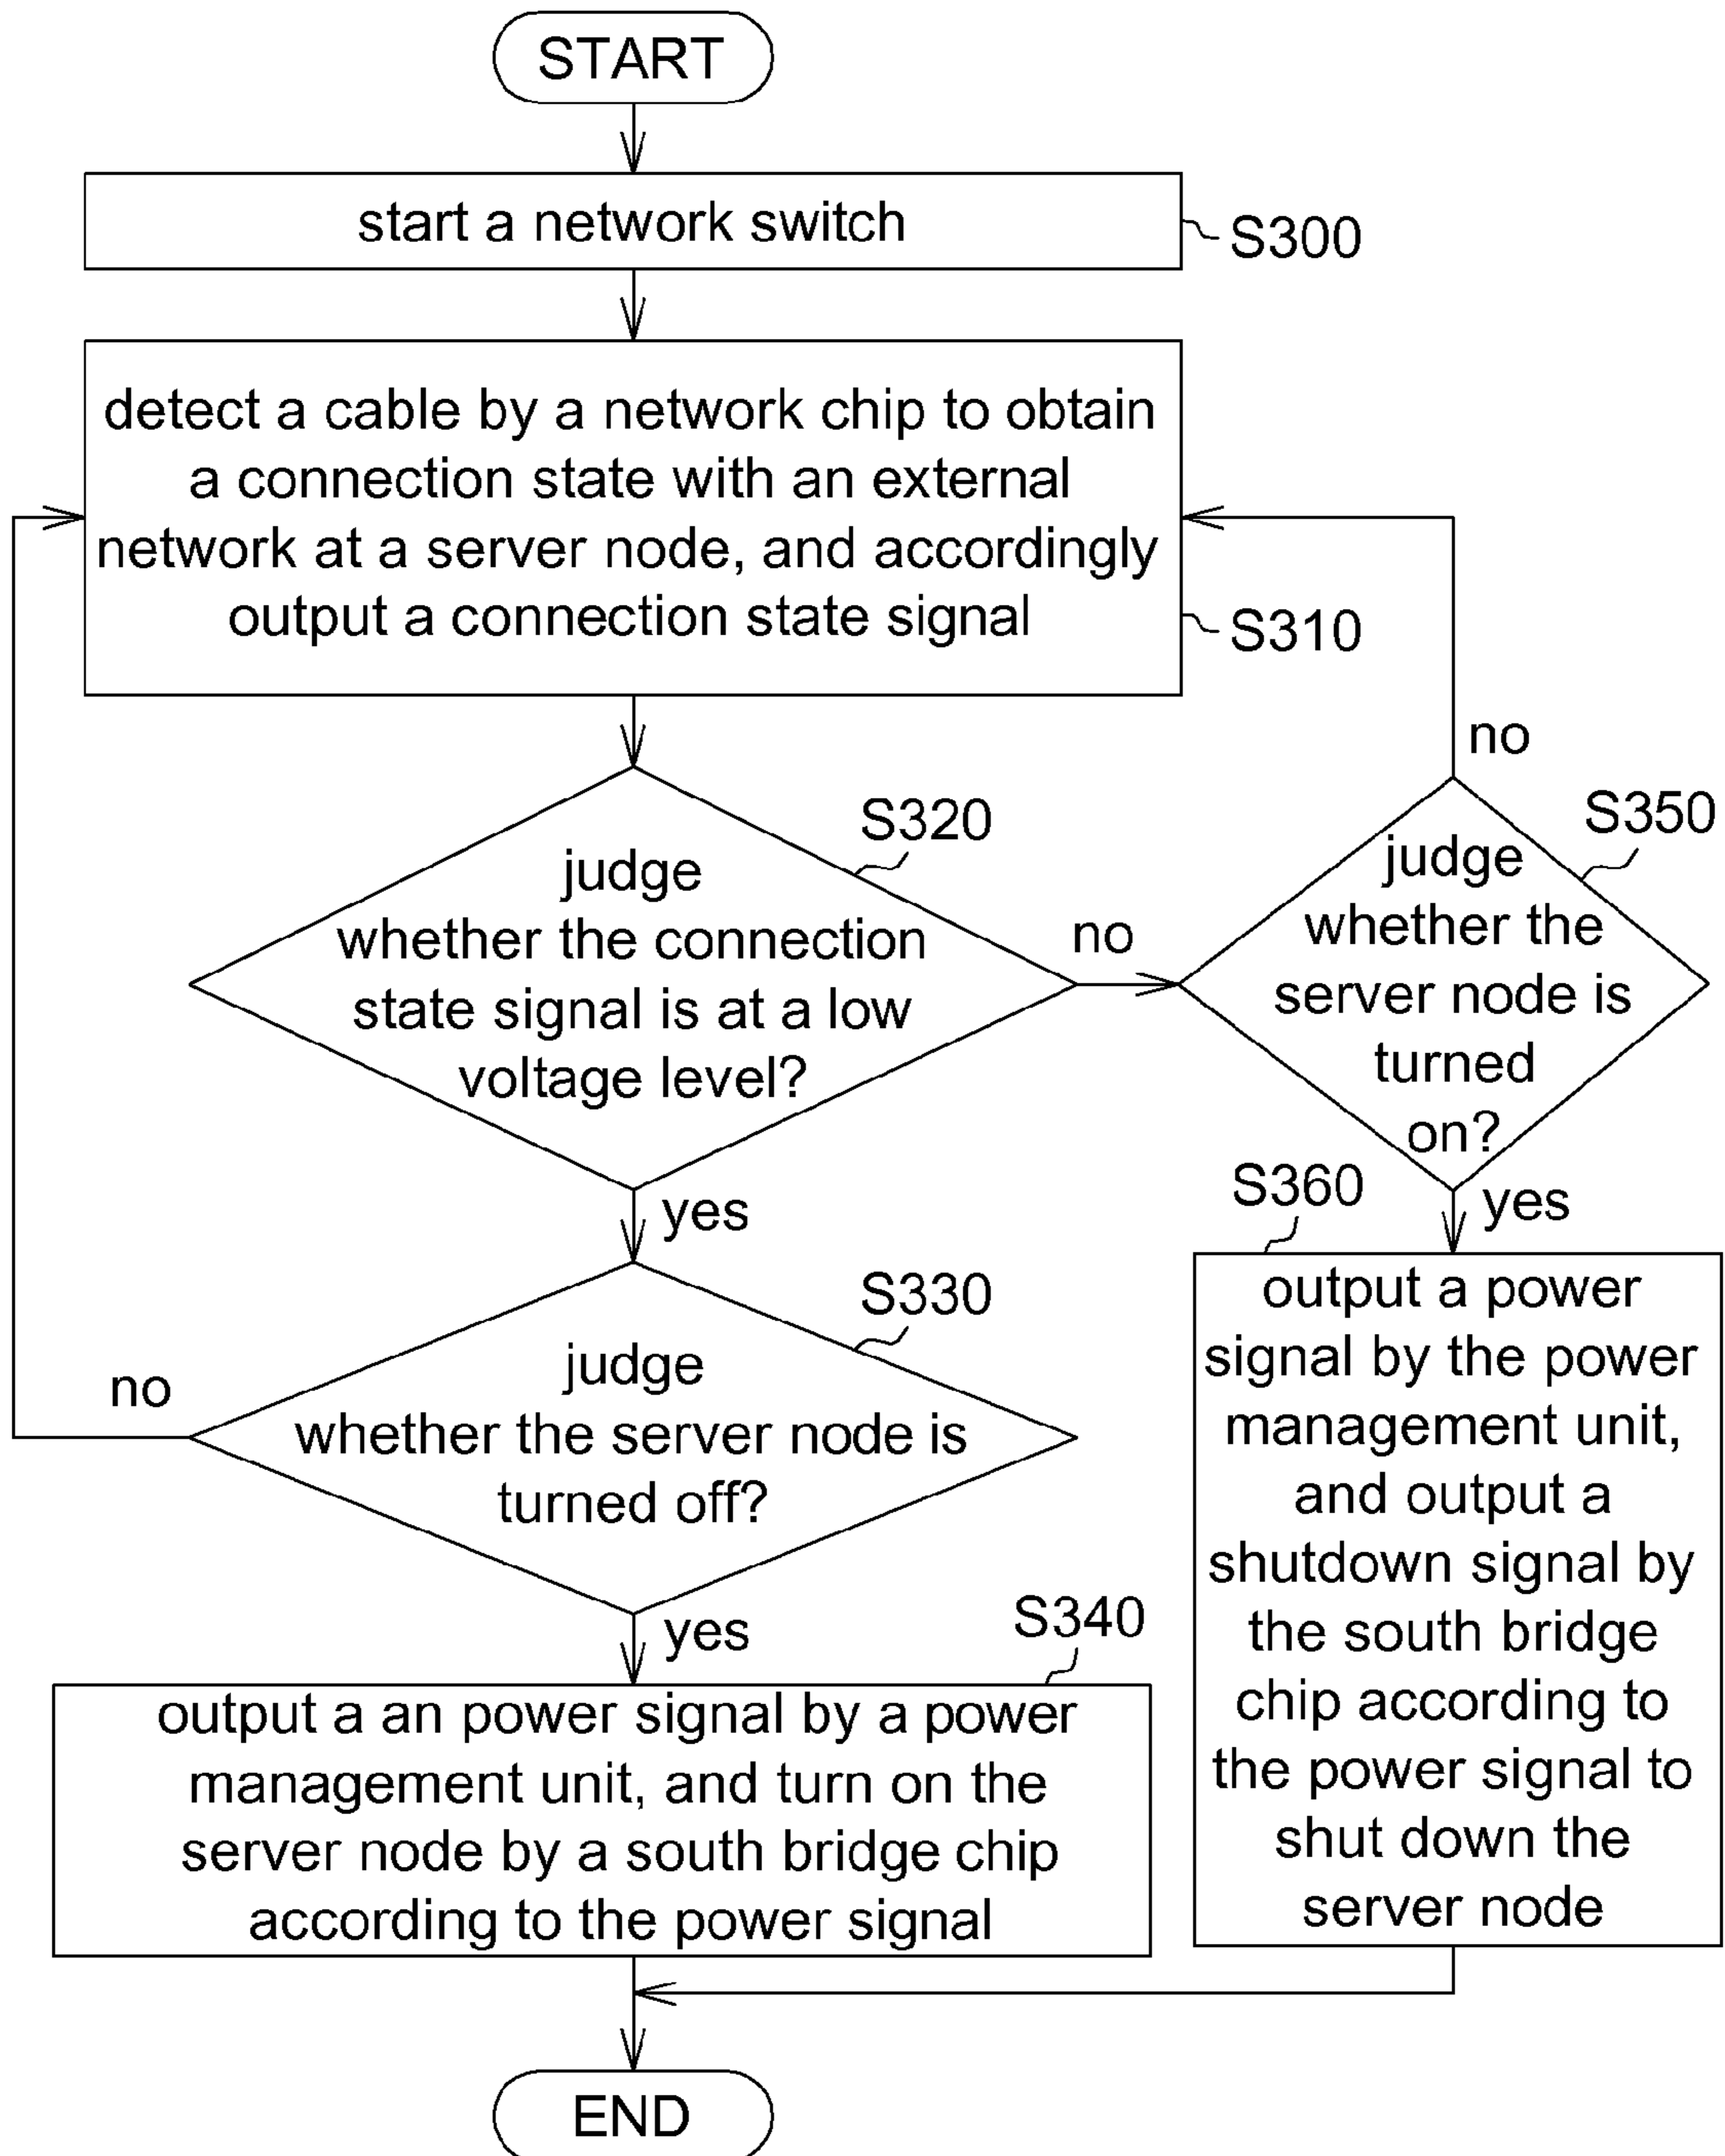 START
start a network switch
S300
detect a cable by a network chip to obtain
a connection state with an external
network at a server node, and accordingly
output a connection state signal
S310
no
S320
judge
whether the connection
state signal is at a low
voltage level?
no
S350
judge
whether the
server node is
turned
on?
yes
yes
S330
judge
whether the server node is
turned off?
no
S360
output a power
signal by the power
management unit,
and output a
shutdown signal by
the south bridge
chip according to
the power signal to
shut down the
server node
yes
S340
output a an power signal by a power
management unit, and turn on the
server node by a south bridge chip
according to the power signal
END